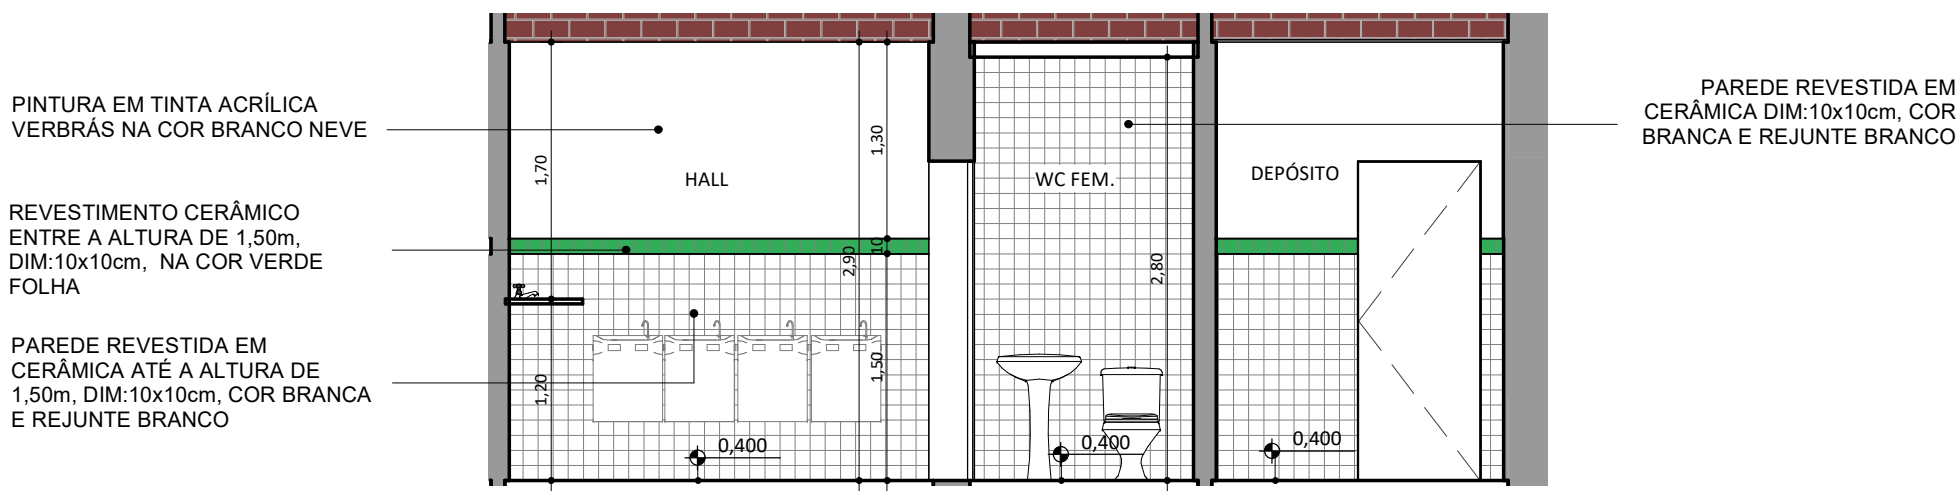 PINTURA EM TINTA ACRÍLICA
VERBRÁS NA COR BRANCO NEVE
REVESTIMENTO CERÂMICO
ENTRE A ALTURA DE 1,50m,
DIM:10x10cm, NA COR VERDE
FOLHA
PAREDE REVESTIDA EM
CERÂMICA ATÉ A ALTURA DE
1,50m, DIM:10x10cm, COR BRANCA
E REJUNTE BRANCO
1,70
1,20
HALL
2,90
1,30
10
1,50
0,400
WC FEM.
2,80
0,400
DEPÓSITO
0,400
PAREDE REVESTIDA EM
CERÂMICA DIM:10x10cm, COR
BRANCA E REJUNTE BRANCO